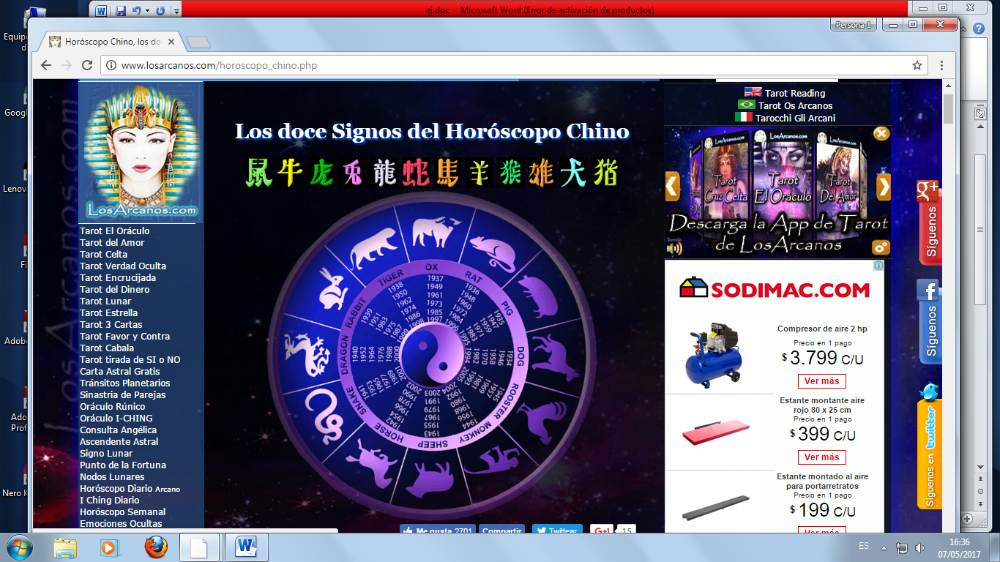 ej.doc - Microsoft Word (Error de activación de productos)
Persona 1
Horóscopo Chino, los do
www.losarcanos.com/horoscopo_chino.php
LosArcanos.com
Tarot El Oráculo
Tarot del Amor
Tarot Celta
Tarot Verdad Oculta
Tarot Encrucijada
Tarot del Dinero
Tarot Lunar
Tarot Estrella
Tarot 3 Cartas
Tarot Favor y Contra
Tarot Cabala
Tarot tirada de SI o NO
Carta Astral Gratis
Tránsitos Planetarios
Sinastria de Parejas
Oráculo Rúnico
Oráculo I-CHING
Consulta Angélica
Ascendente Astral
Signo Lunar
Punto de la Fortuna
Nodos Lunares
Horóscopo Diario Arcano
I Ching Diario
Horóscopo Semanal
Emociones Ocultas
Los doce Signos del Horóscopo Chino
鼠 牛 虎 兎 龍 蛇 馬 羊 猴 雄 犬 猪
OX
1937
1949
1961
1973
1985
1997
RAT
1936
1948
1960
1972
1984
1996
PIG
1935
1947
1959
1971
1983
1995
DOG
1934
1946
1958
1970
1982
1994
ROOSTER
1945
1957
1969
1981
1993
2005
MONKEY
1944
1956
1968
1980
1992
2004
SHEEP
1943
1955
1967
1979
1991
2003
HORSE
1942
1954
1966
1978
1990
2002
SNAKE
1941
1953
1965
1977
1989
2001
DRAGON
1940
1952
1964
1976
1988
2000
RABBIT
1939
1951
1963
1975
1987
TIGER
1938
1950
1962
1974
1986
1998
Me gusta 2701
Compartir
Twittear
G+1
15
Tarot Reading
Tarot Os Arcanos
Tarocchi Gli Arcani
LosArcanos.com
Tarot
Cruz Celta
LosArcanos.com
Tarot
El Oráculo
LosArcanos.com
Tarot
Del Amor
Descarga la App de Tarot
de LosArcanos
Sonido
SODIMAC.COM
Compresor de aire 2 hp
Precio en 1 pago
$ 3.799 C/U
Ver más
Estante montante aire
rojo 80 x 25 cm
Precio en 1 pago
$ 399 C/U
Ver más
Estante montado al aire
para portarretratos
Precio en 1 pago
$ 199 C/U
Ver más
g+
Síguenos
f
Síguenos
Síguenos en twitter
Equipo
d
Googl
Lenov
Fi
Adob
Ado
Prof
Nero K
ES
16:36
07/05/2017